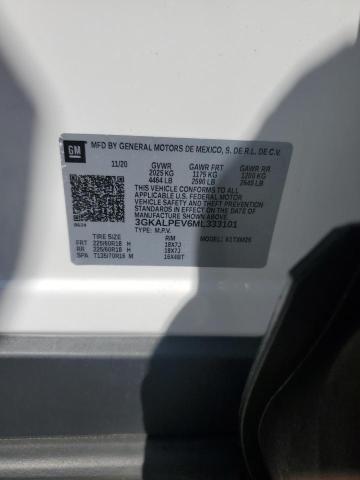 GM
MFD BY GENERAL MOTORS DE MEXICO, S. DE R.L. DE C.V.
11/20 GVWR GAWR FRT GAWR RR
2025 KG 1175 KG 1200 KG
4464 LB 2590 LB 2645 LB
THIS VEHICLE CONFORMS TO ALL APPLICABLE U.S. FEDERAL MOTOR
VEHICLE SAFETY AND THEFT PREVENTION
STANDARDS IN EFFECT ON THE DATE OF
MANUFACTURE SHOWN ABOVE.
3GKALPEV6ML333101
TYPE: M.P.V.
TIRE RIM
FRT 225/60R18 H 18X7J
RR 225/60R18 H 18X7J
SPA T135/70R16 M 16X4BT